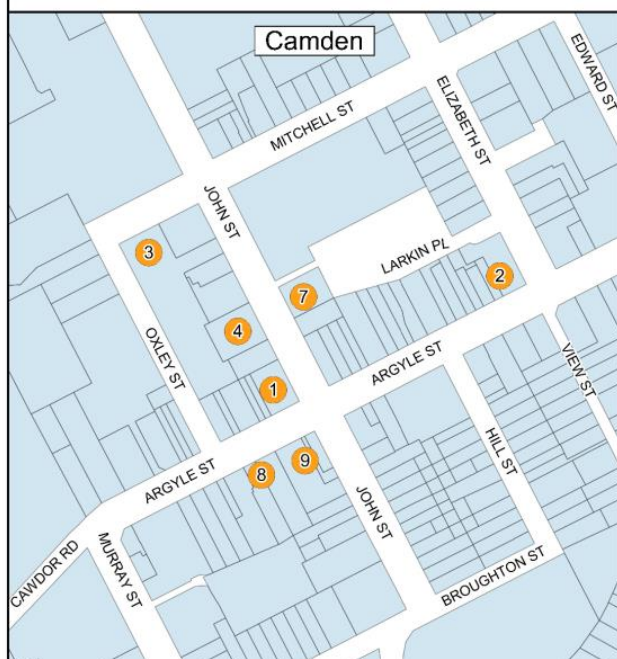 Camden
EDWARD ST
MITCHELL ST
ELIZABETH ST
JOHN ST
LARKIN PL
3
2
7
4
OXLEY ST
ARGYLE ST
VIEW ST
1
HILL ST
9
8
ARGYLE ST
JOHN ST
CAWDOR RD
MURRAY ST
BROUGHTON ST